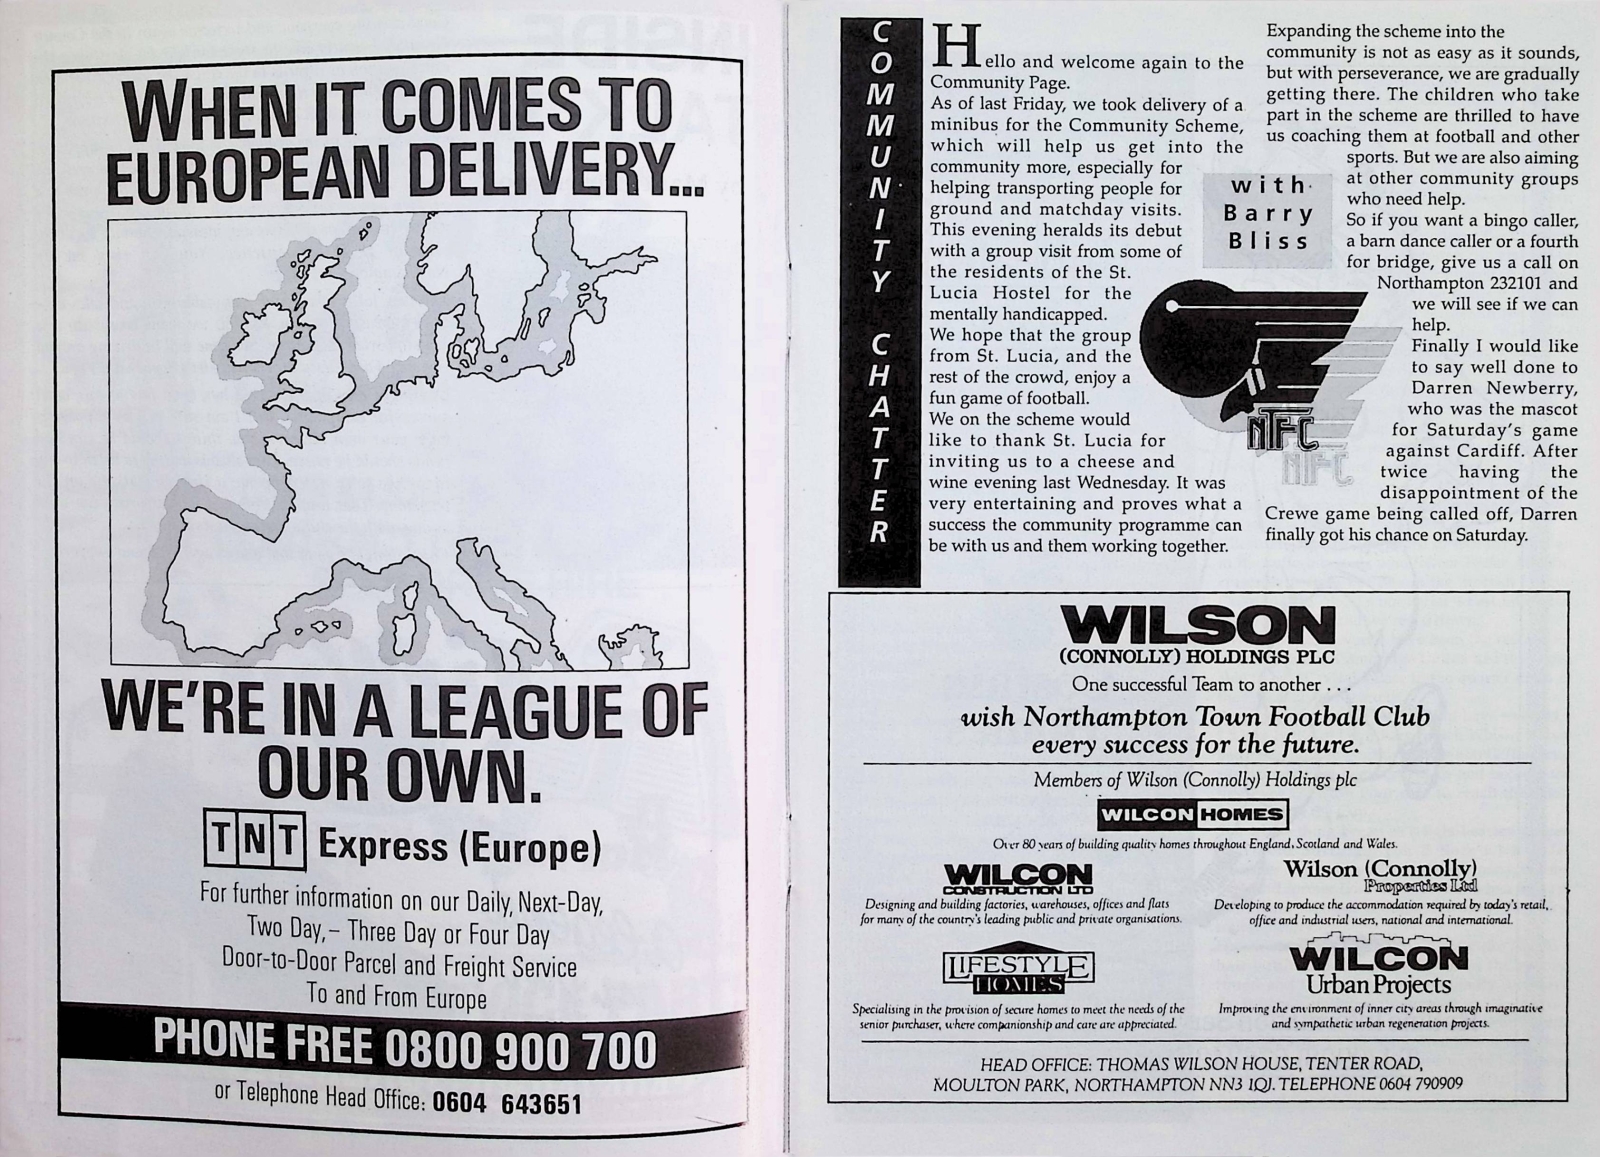 WHEN IT COMES TO
EUROPEAN DELIVERY...
WE'RE IN A LEAGUE OF
OUR OWN.
TNT Express (Europe)
For further information on our Daily, Next-Day,
Two Day,– Three Day or Four Day
Door-to-Door Parcel and Freight Service
To and From Europe
PHONE FREE 0800 900 700
or Telephone Head Office: 0604 643651
COMMUNITY CHATTER
Hello and welcome again to the
Community Page.
As of last Friday, we took delivery of a
minibus for the Community Scheme,
which will help us get into the
community more, especially for
helping transporting people for
ground and matchday visits.
This evening heralds its debut
with a group visit from some of
the residents of the St.
Lucia Hostel for the
mentally handicapped.
We hope that the group
from St. Lucia, and the
rest of the crowd, enjoy a
fun game of football.
We on the scheme would
like to thank St. Lucia for
inviting us to a cheese and
wine evening last Wednesday. It was
very entertaining and proves what a
success the community programme can
be with us and them working together.
with
Barry
Bliss
NTFC
NTFC
Expanding the scheme into the
community is not as easy as it sounds,
but with perseverance, we are gradually
getting there. The children who take
part in the scheme are thrilled to have
us coaching them at football and other
sports. But we are also aiming
at other community groups
who need help.
So if you want a bingo caller,
a barn dance caller or a fourth
for bridge, give us a call on
Northampton 232101 and
we will see if we can
help.
Finally I would like
to say well done to
Darren Newberry,
who was the mascot
for Saturday's game
against Cardiff. After
twice having the
disappointment of the
Crewe game being called off, Darren
finally got his chance on Saturday.
WILSON
(CONNOLLY) HOLDINGS PLC
One successful Team to another . . .
wish Northampton Town Football Club
every success for the future.
Members of Wilson (Connolly) Holdings plc
WILCON HOMES
Over 80 years of building quality homes throughout England, Scotland and Wales.
WILCON
CONSTRUCTION LTD
Designing and building factories, warehouses, offices and flats
for many of the country's leading public and private organisations.
Wilson (Connolly)
Properties Ltd
Developing to produce the accommodation required by today's retail,
office and industrial users, national and international.
LIFESTYLE
HOMES
Specialising in the provision of secure homes to meet the needs of the
senior purchaser, where companionship and care are appreciated.
WILCON
Urban Projects
Improving the environment of inner city areas through imaginative
and sympathetic urban regeneration projects.
HEAD OFFICE: THOMAS WILSON HOUSE, TENTER ROAD,
MOULTON PARK, NORTHAMPTON NN3 1QJ. TELEPHONE 0604 790909